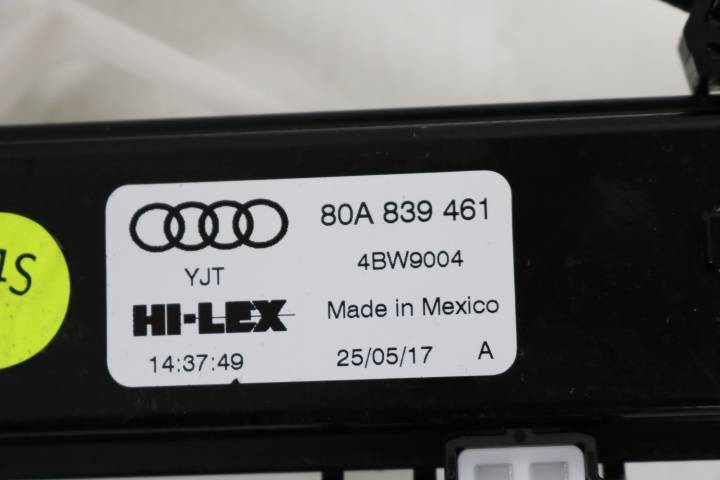 80A 839 461
4BW9004
YJT
HI-LEX
Made in Mexico
14:37:49
25/05/17 A